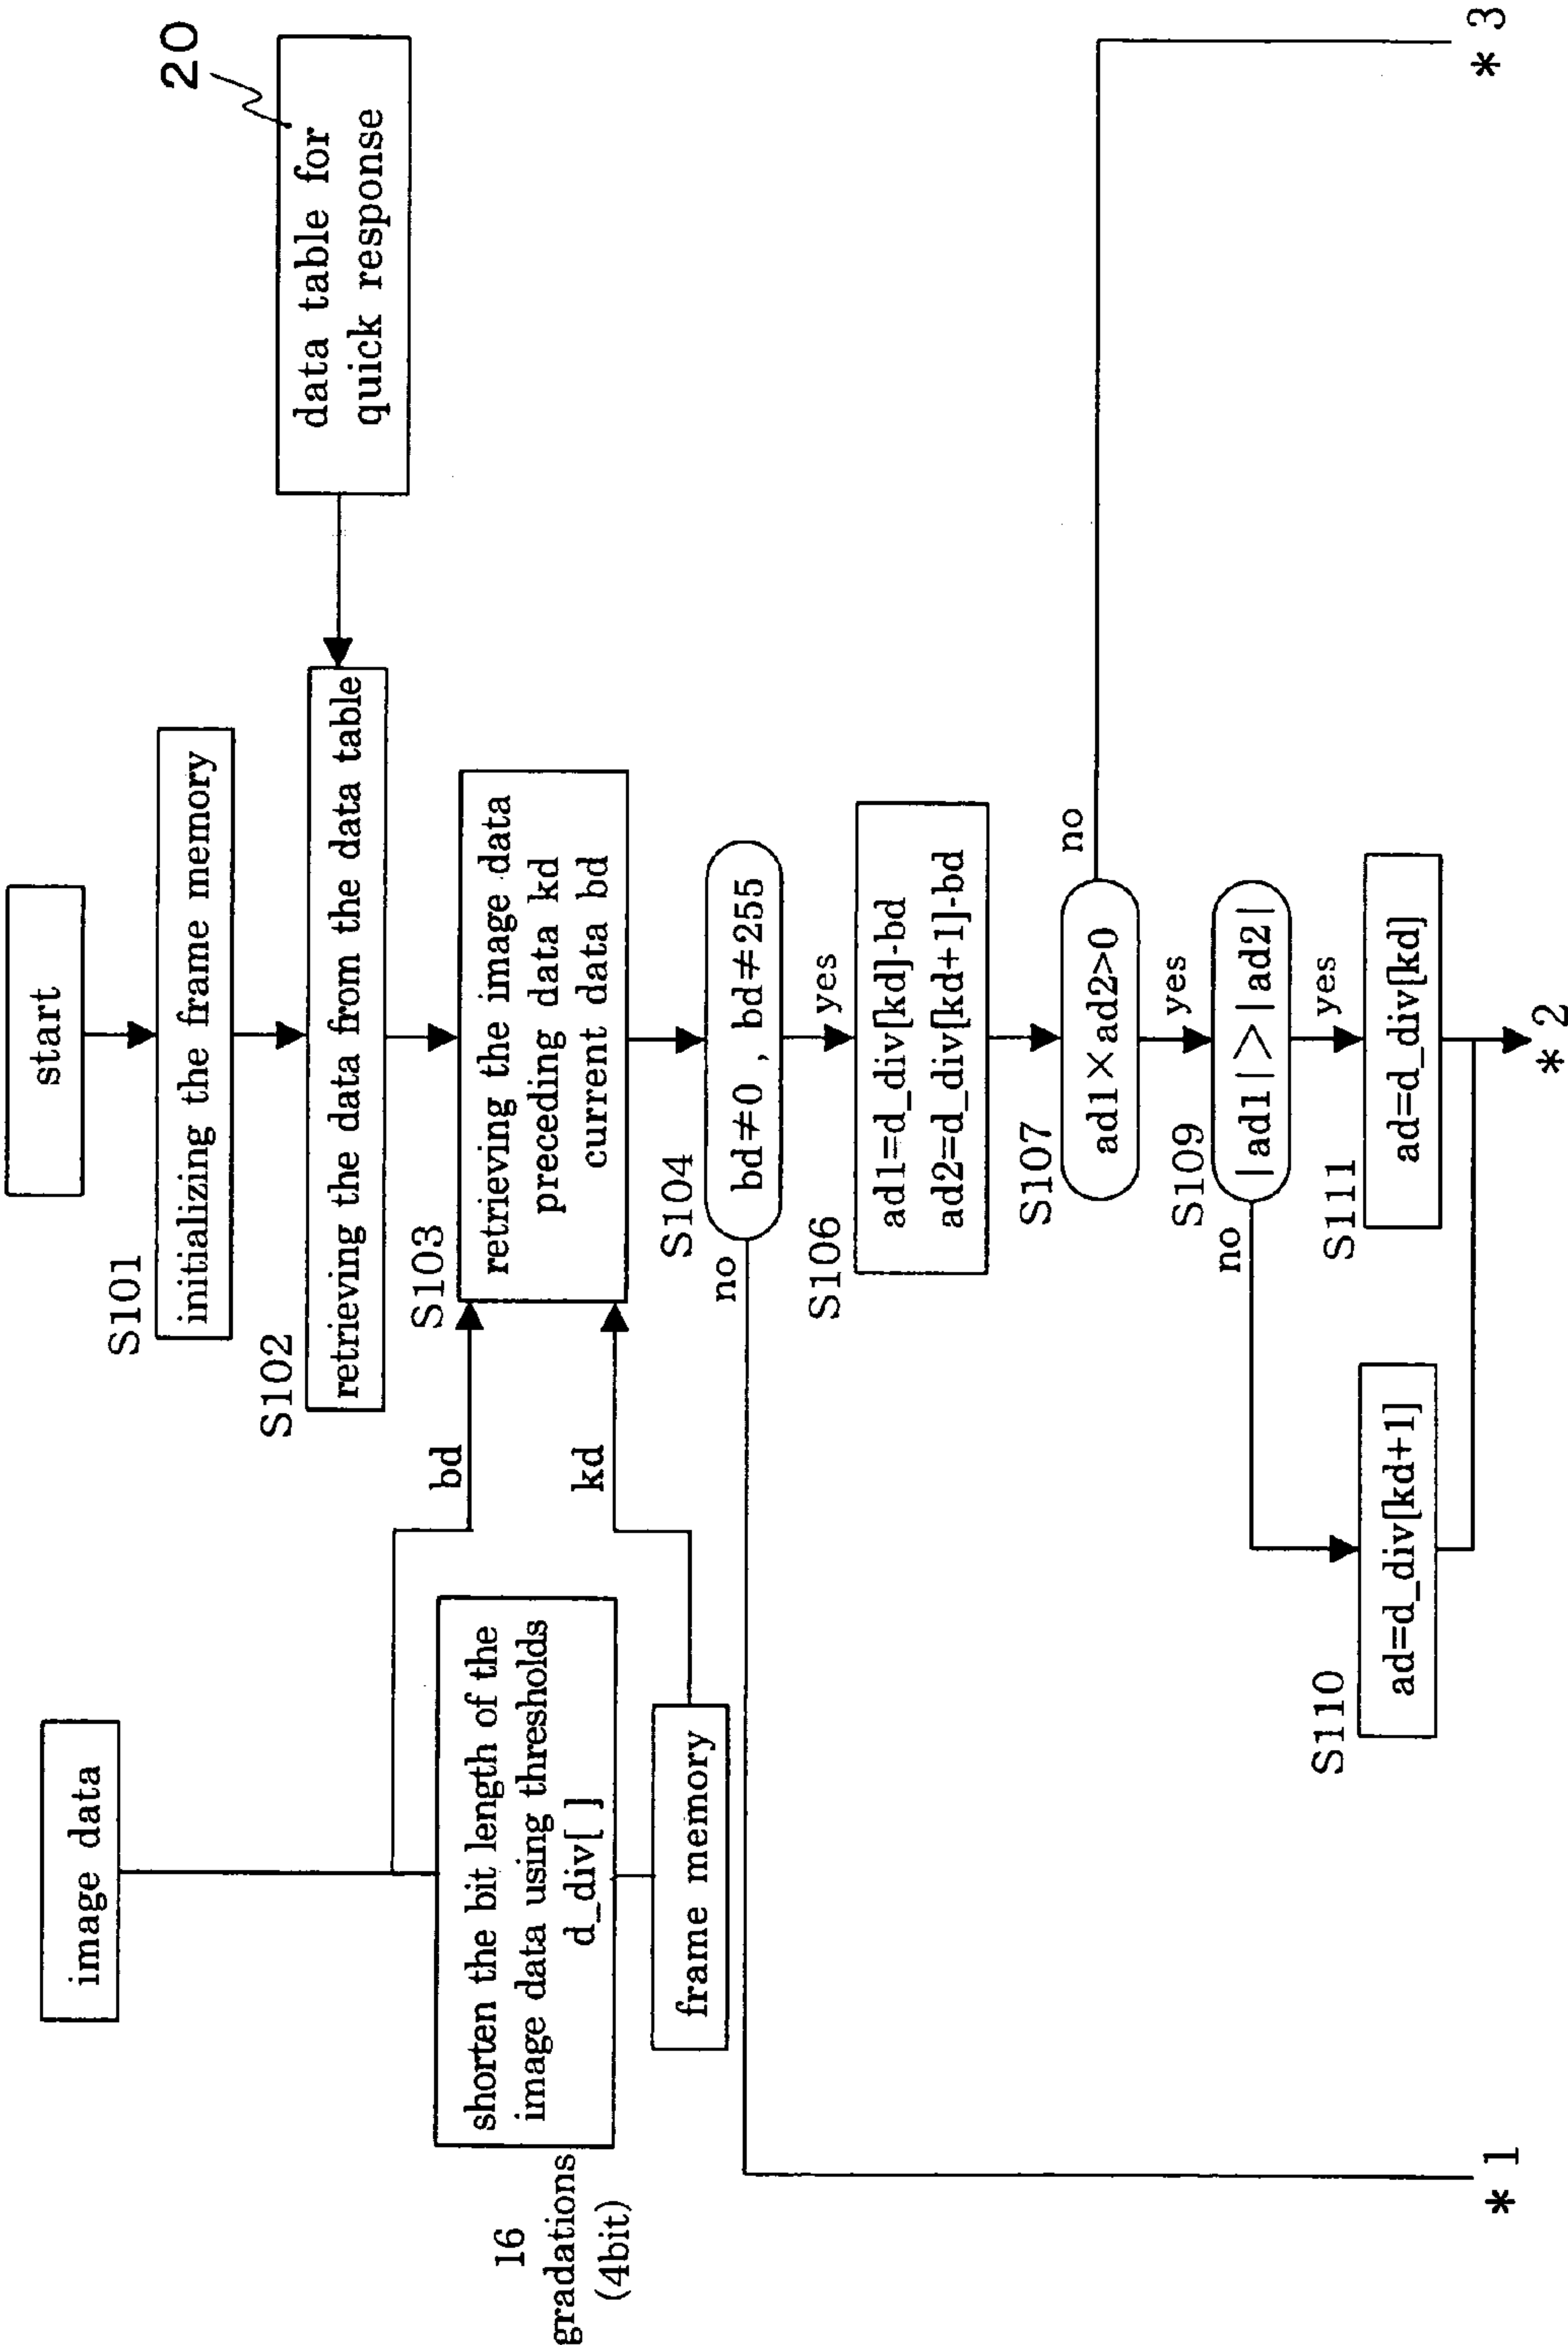 start
S101
initializing the frame memory
S102
retrieving the data from the data table
20
data table for
quick response
image data
bd
shorten the bit length of the
image data using thresholds
d_div[ ]
16
gradations
(4bit)
kd
frame memory
S103
retrieving the image data
preceding data kd
current data bd
S104
bd≠0 , bd≠255
no
yes
S106
ad1=d_div[kd]-bd
ad2=d_div[kd+1]-bd
S107
ad1×ad2>0
no
yes
S109
|ad1|>|ad2|
no
yes
S110
ad=d_div[kd+1]
S111
ad=d_div[kd]
* 1
* 2
* 3